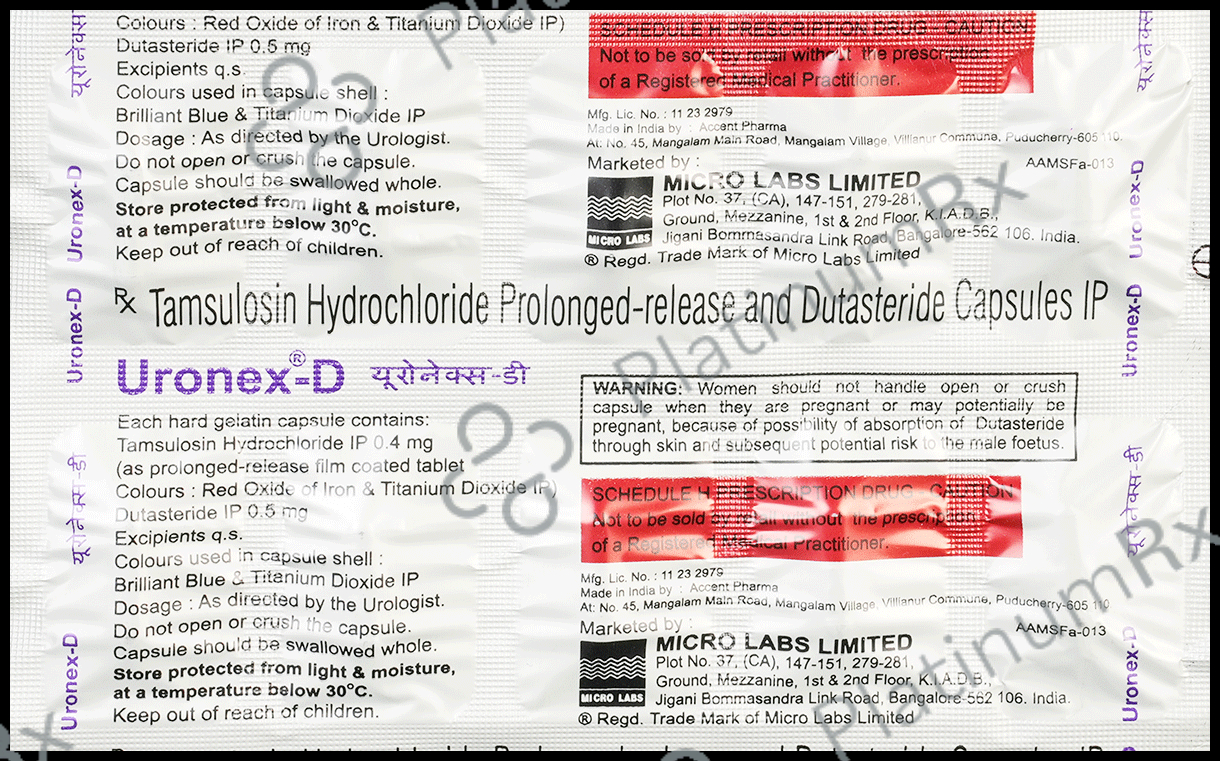 Colours : Red Oxide of Iron & Titanium Dioxide IP)
Dutasteride IP 0.5 mg
Excipients q.s.
Colours used in capsule shell :
Brilliant Blue & Titanium Dioxide IP
Dosage : As directed by the Urologist.
Do not open or crush the capsule.
Capsule should be swallowed whole.
Store protected from light & moisture,
at a temperature below 30°C.
Keep out of reach of children.
Not to be sold without the
of a Registered Medical Practitioner.
Mfg. Lic. No. : 11 23 2979
Made in India by : Accent Pharma
At: No. 45, Mangalam Main Road, Mangalam Village, Villianur Commune, Puducherry-605 110.
Marketed by :
AAMSFa-013
MICRO LABS
MICRO LABS LIMITED
Plot No. 37, (CA), 147-151, 279-281,
Ground, Mezzanine, 1st & 2nd Floor, K.I.A.D.B.,
Jigani Bommasandra Link Road, Bangalore-562 106. India.
® Regd. Trade Mark of Micro Labs Limited
Rx Tamsulosin Hydrochloride Prolonged-release and Dutasteride Capsules IP
Uronex®-D यूरोनेक्स-डी
Each hard gelatin capsule contains:
Tamsulosin Hydrochloride IP 0.4 mg
(as prolonged-release film coated tablet
Colours : Red Oxide of Iron & Titanium Dioxide IP)
Dutasteride IP 0.5 mg
Excipients q.s.
Colours used in capsule shell :
Brilliant Blue & Titanium Dioxide IP
Dosage : As directed by the Urologist.
Do not open or crush the capsule.
Capsule should be swallowed whole.
Store protected from light & moisture,
at a temperature below 30°C.
Keep out of reach of children.
WARNING: Women should not handle open or crush
capsule when they are pregnant or may potentially be
pregnant, because of possibility of absorption of Dutasteride
through skin and subsequent potential risk to the male foetus.
SCHEDULE H PRESCRIPTION DRUG - CAUTION
Not to be sold by retail without the
of a Registered Medical Practitioner.
Mfg. Lic. No. : 11 23 2979
Made in India by : Accent Pharma
At: No. 45, Mangalam Main Road, Mangalam Village, Villianur Commune, Puducherry-605 110
Marketed by :
AAMSFa-013
MICRO LABS
MICRO LABS LIMITED
Plot No. 37, (CA), 147-151, 279-281,
Ground, Mezzanine, 1st & 2nd Floor, K.I.A.D.B.,
Jigani Bommasandra Link Road, Bangalore-562 106. India.
® Regd. Trade Mark of Micro Labs Limited
Uronex-D
Uronex-D
यूरोनेक्स-डी
Uronex-D
Uronex-D
Uronex-D
यूरोनेक्स-डी
Uronex-D
Platinum Rx
Platinum Rx